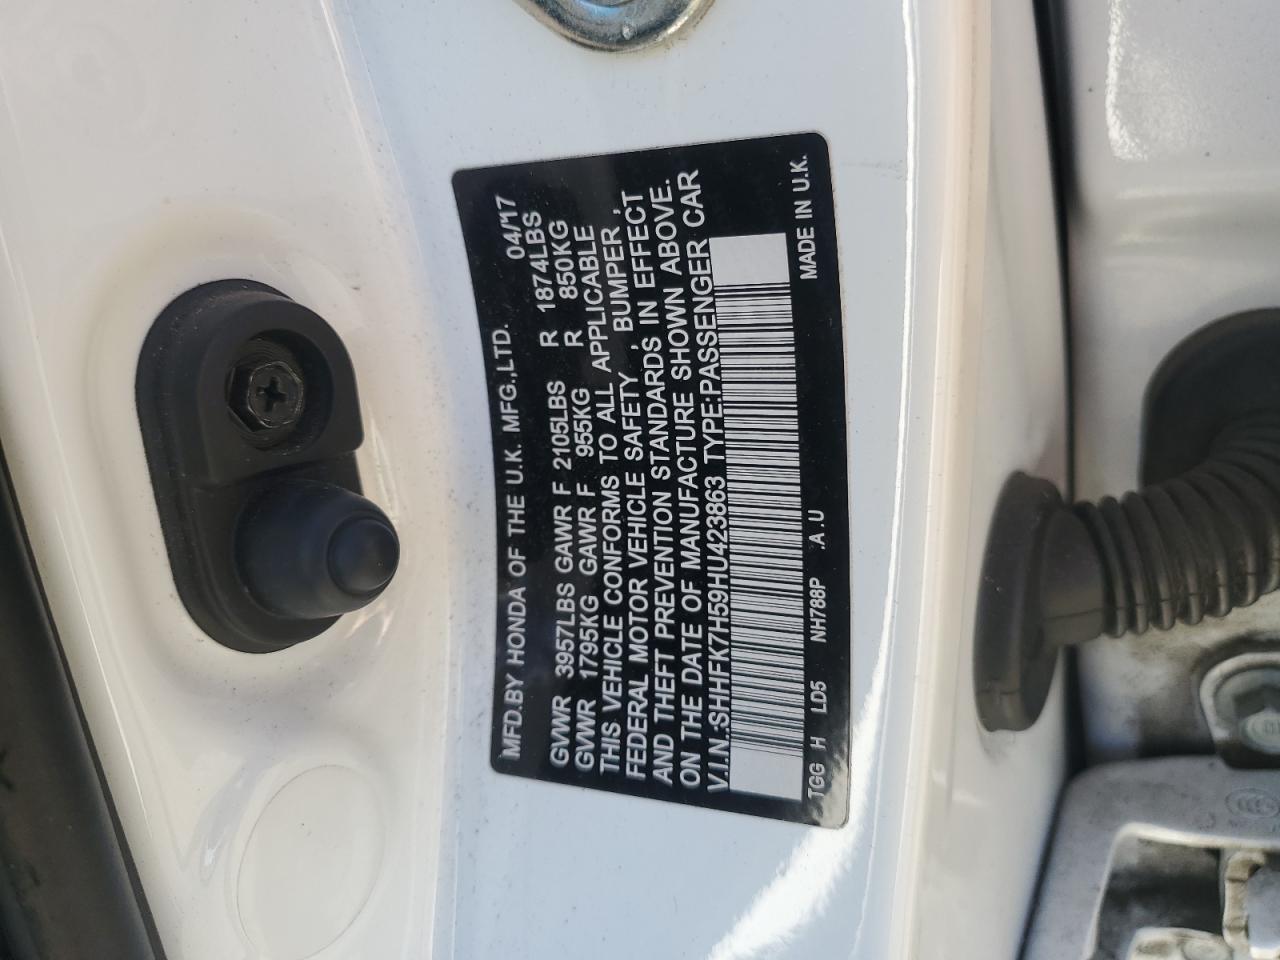 MFD.BY HONDA OF THE U.K. MFG.,LTD. 04/17
GVWR 3957LBS GAWR F 2105LBS R 1874LBS
GVWR 1795KG GAWR F 955KG R 850KG
THIS VEHICLE CONFORMS TO ALL APPLICABLE
FEDERAL MOTOR VEHICLE SAFETY, BUMPER,
AND THEFT PREVENTION STANDARDS IN EFFECT
ON THE DATE OF MANUFACTURE SHOWN ABOVE.
V.I.N.:SHHFK7H59HU423863 TYPE:PASSENGER CAR
TGG H LD5 NH788P .A.U MADE IN U.K.